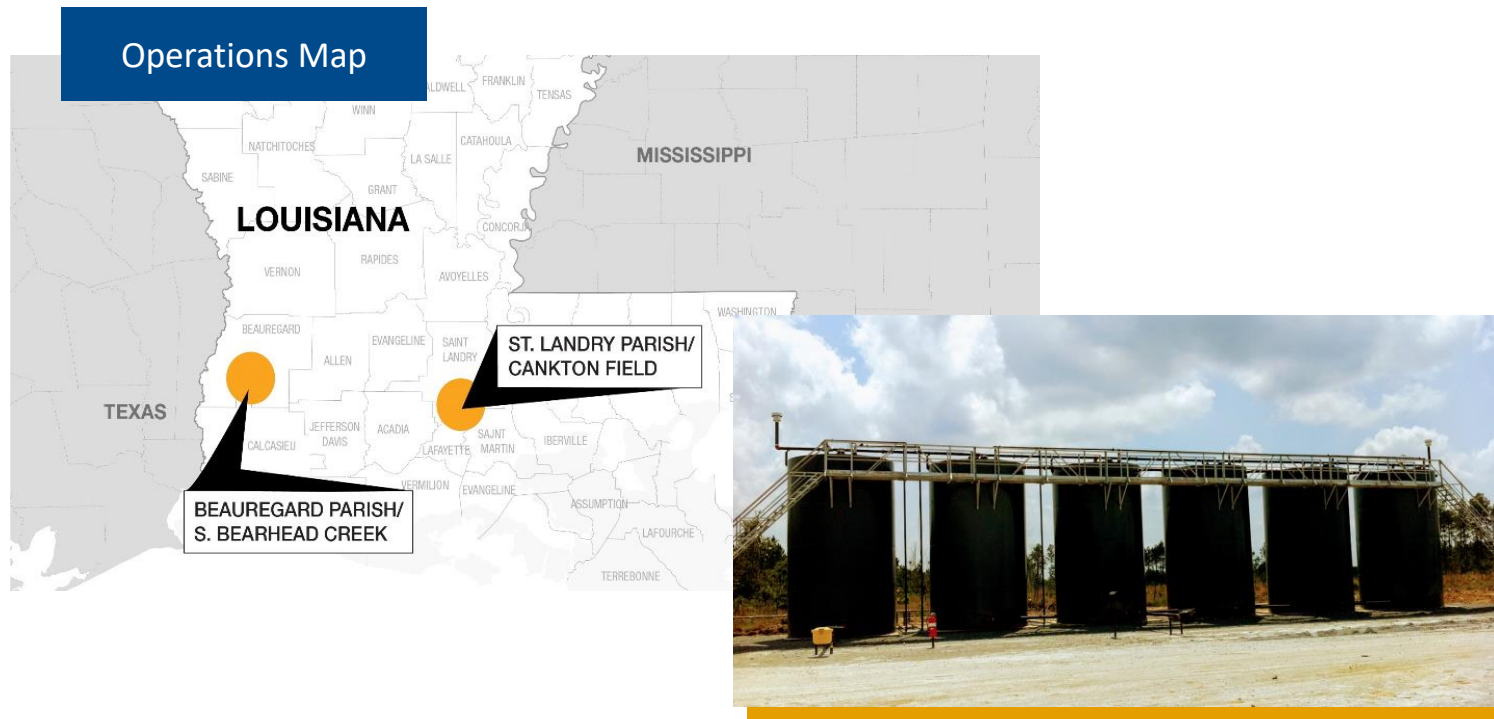 Operations Map
FRANKLIN
TENSAS
WINN
NATCHITOCHES
CATAHOULA
LA SALLE
MISSISSIPPI
SABINE
GRANT
LOUISIANA
RAPIDES
VERNON
AVOYELLES
WASHINGTON
BEAUREGARD
EVANGELINE
SAINT
LANDRY
ALLEN
ST. LANDRY PARISH/
CANKTON FIELD
TEXAS
JEFFERSON
DAVIS
ACADIA
CALCASIEU
LAFAYETTE
SAINT
MARTIN
IBERVILLE
VERMILION
EVANGELINE
ASSUMPTION
BEAUREGARD PARISH/
S. BEARHEAD CREEK
LAFOURCHE
TERREBONNE